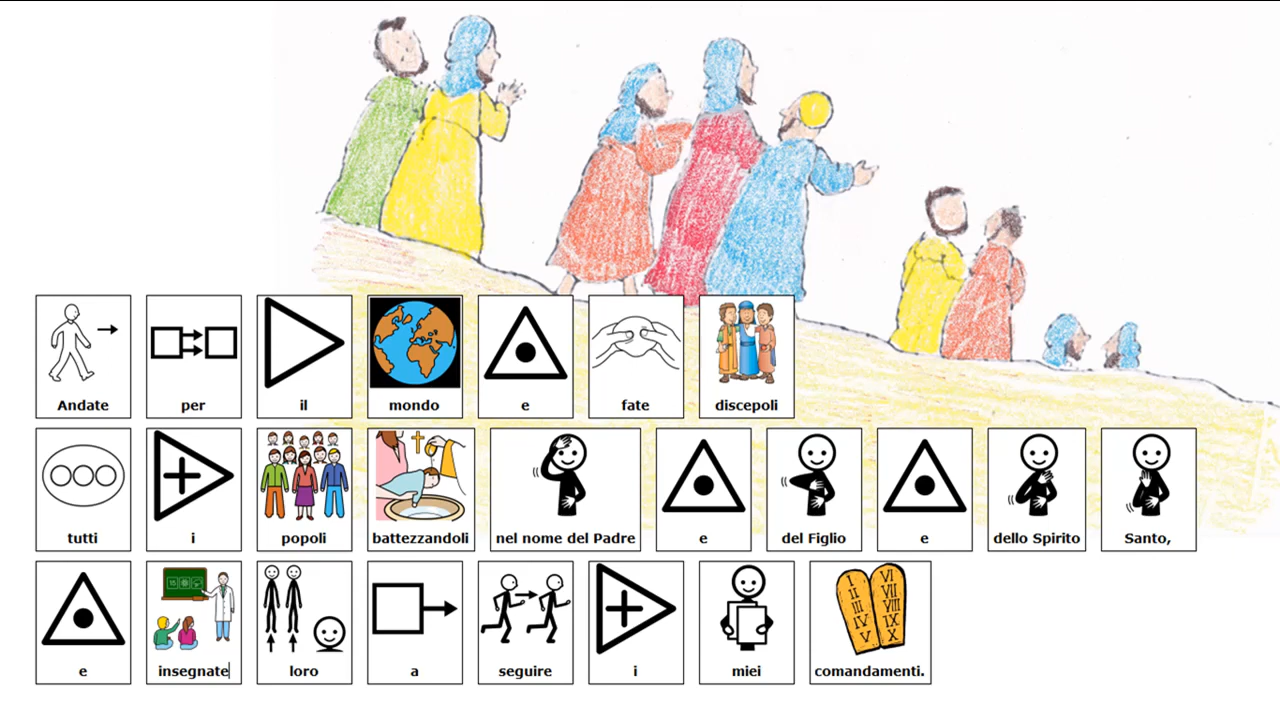 Andate per il mondo e fate discepoli
tutti i popoli battezzandoli nel nome del Padre e del Figlio e dello Spirito Santo,
e insegnate loro a seguire i miei comandamenti.